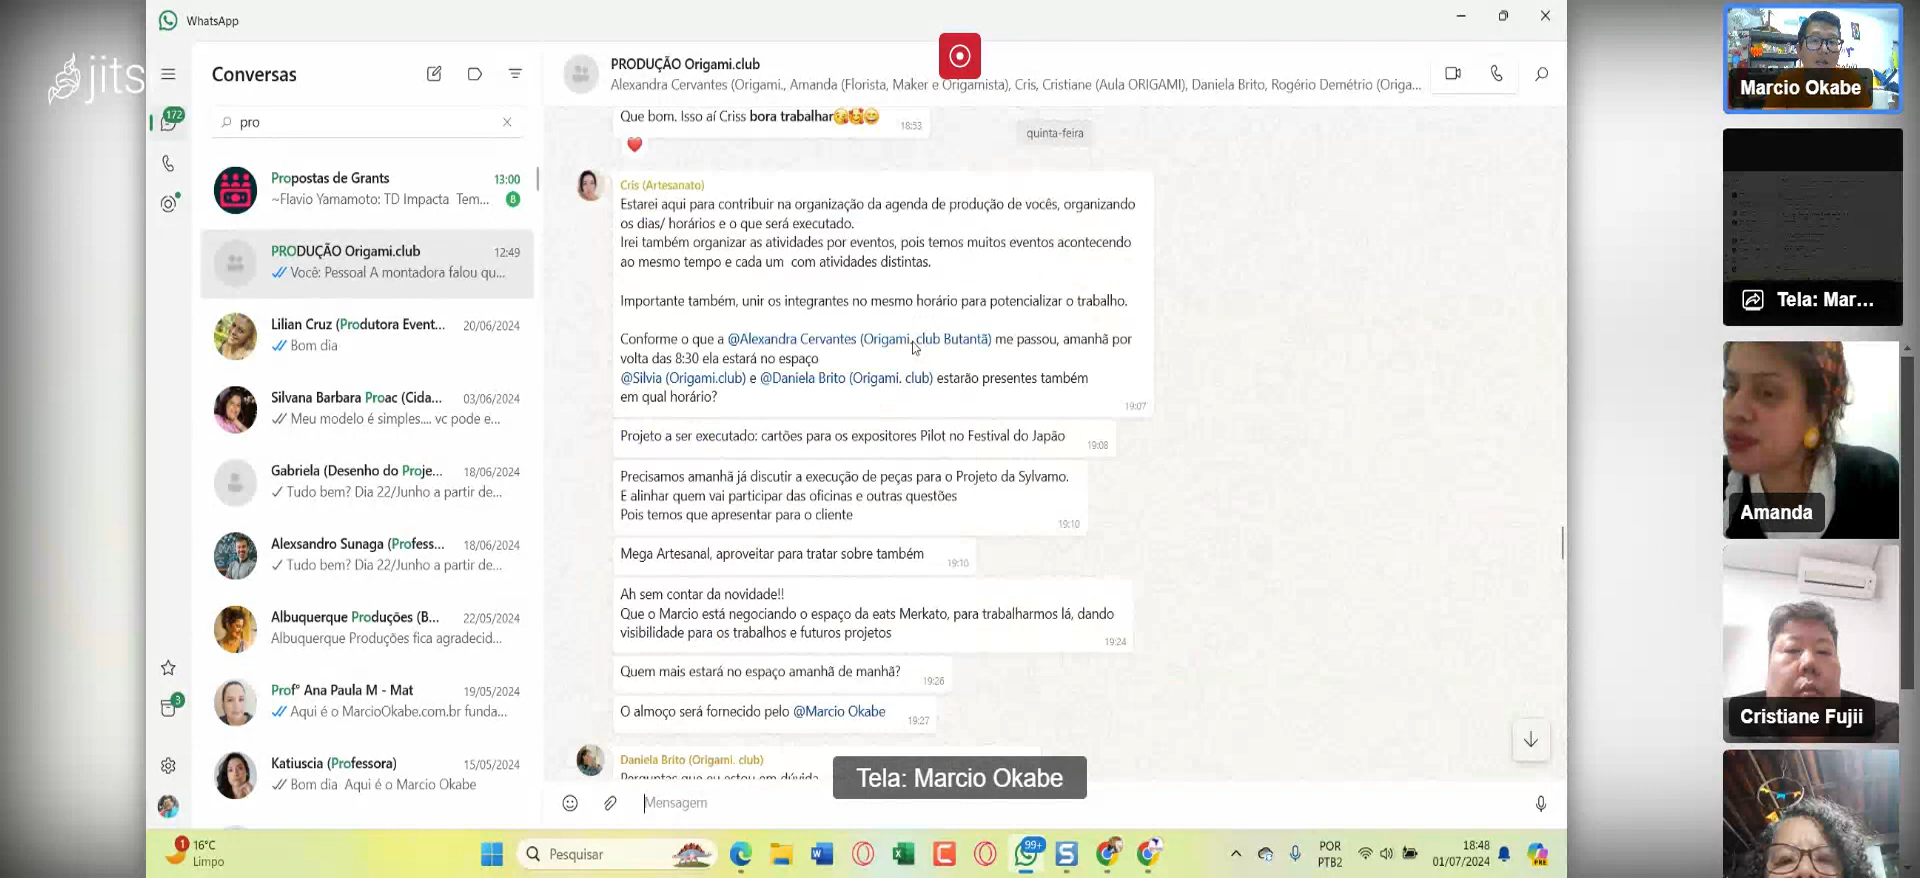 WhatsApp
jits
Conversas
pro
172
Propostas de Grants
13:00
~Flavio Yamamoto: TD Impacta Tem...
8
PRODUÇÃO Origami.club
12:49
Você: Pessoal A montadora falou qu...
Lilian Cruz (Produtora Event...
20/06/2024
Bom dia
Silvana Barbara Proac (Cida...
03/06/2024
Meu modelo é simples.... vc pode e...
Gabriela (Desenho do Proje...
18/06/2024
Tudo bem? Dia 22/Junho a partir de...
Alexsandro Sunaga (Profess...
18/06/2024
Tudo bem? Dia 22/Junho a partir de...
Albuquerque Produções (B...
22/05/2024
Albuquerque Produções fica agradecid...
Profª Ana Paula M - Mat
19/05/2024
Aqui é o MarcioOkabe.com.br funda...
3
Katiuscia (Professora)
15/05/2024
Bom dia Aqui é o Marcio Okabe
PRODUÇÃO Origami.club
Alexandra Cervantes (Origami., Amanda (Florista, Maker e Origamista), Cris, Cristiane (Aula ORIGAMI), Daniela Brito, Rogério Demétrio (Origa...
Que bom. Isso aí Criss bora trabalhar
18:53
quinta-feira
Cris (Artesanato)
Estarei aqui para contribuir na organização da agenda de produção de vocês, organizando
os dias/ horários e o que será executado.
Irei também organizar as atividades por eventos, pois temos muitos eventos acontecendo
ao mesmo tempo e cada um com atividades distintas.
Importante também, unir os integrantes no mesmo horário para potencializar o trabalho.
Conforme o que a @Alexandra Cervantes (Origami. club Butantã) me passou, amanhã por
volta das 8:30 ela estará no espaço
@Silvia (Origami.club) e @Daniela Brito (Origami. club) estarão presentes também
em qual horário?
19:07
Projeto a ser executado: cartões para os expositores Pilot no Festival do Japão
19:08
Precisamos amanhã já discutir a execução de peças para o Projeto da Sylvamo.
E alinhar quem vai participar das oficinas e outras questões
Pois temos que apresentar para o cliente
19:10
Mega Artesanal, aproveitar para tratar sobre também
19:10
Ah sem contar da novidade!!
Que o Marcio está negociando o espaço da eats Merkato, para trabalharmos lá, dando
visibilidade para os trabalhos e futuros projetos
19:24
Quem mais estará no espaço amanhã de manhã?
19:26
O almoço será fornecido pelo @Marcio Okabe
19:27
Daniela Brito (Origami. club)
Perguntas que eu estou em dúvida
Tela: Marcio Okabe
Mensagem
Marcio Okabe
Tela: Mar...
Amanda
Cristiane Fujii
1
16°C
Limpo
Pesquisar
99+
POR
PTB2
18:48
01/07/2024